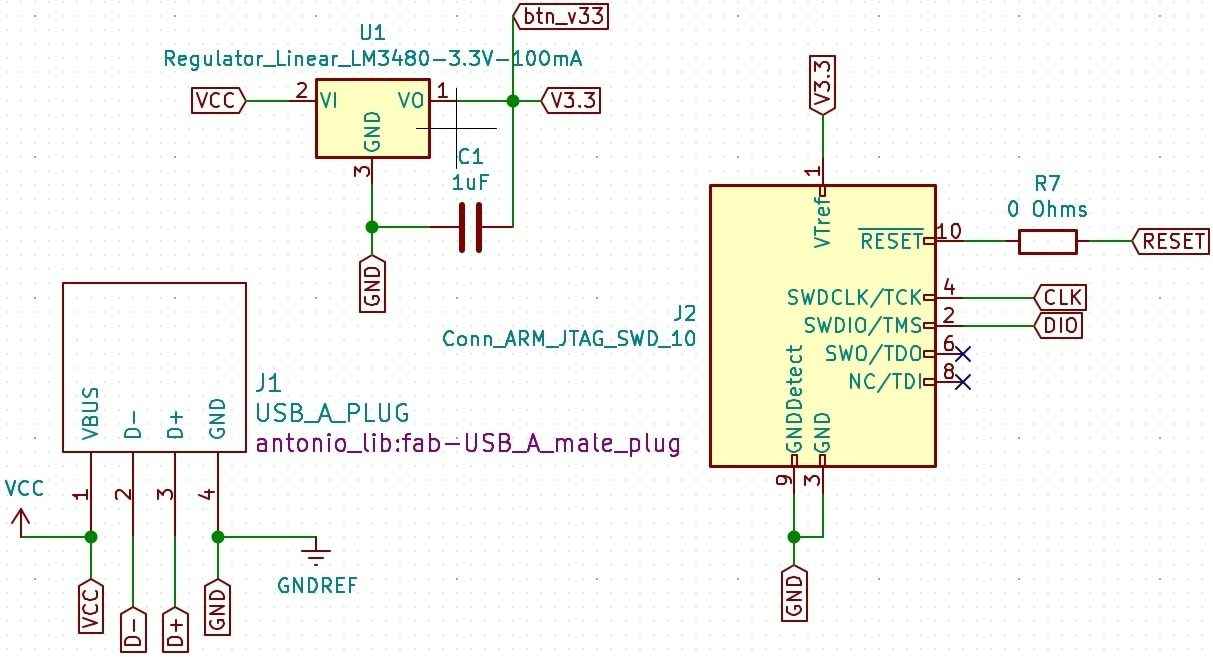 btn_v33
U1
Regulator_Linear_LM3480-3.3V-100mA
VCC
2
VI
VO
1
V3.3
GND
3
C1
1uF
GND
V3.3
1
VTref
RESET
10
R7
0 Ohms
RESET
SWDCLK/TCK
4
CLK
SWDIO/TMS
2
DIO
SWO/TDO
6
NC/TDI
8
J2
Conn_ARM_JTAG_SWD_10
GNDDetect
GND
9
3
GND
VBUS
D-
D+
GND
J1
USB_A_PLUG
antonio_lib:fab-USB_A_male_plug
1
2
3
4
VCC
GNDREF
VCC
D-
D+
GND